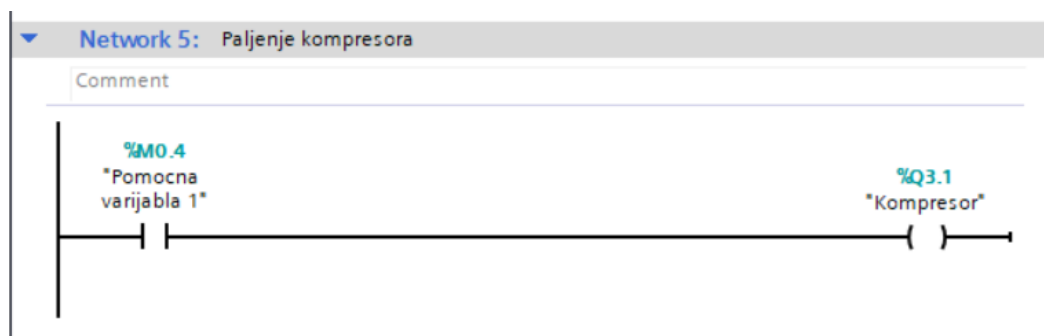 Network 5: Paljenje kompresora
Comment
%M0.4
"Pomocna
varijabla 1"
%Q3.1
"Kompresor"